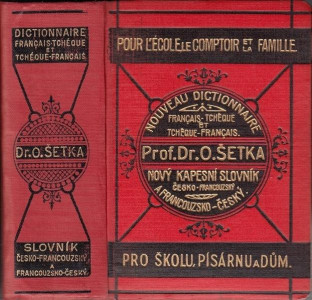 DICTIONNAIRE
FRANÇAIS-TCHÈQUE
ET
TCHÈQUE-FRANÇAIS.
Dr. O. ŠETKA
SLOVNÍK
ČESKO-FRANCOUZSKÝ
A
FRANCOUZSKO-ČESKÝ.
POUR L'ÉCOLE, LE COMPTOIR ET LA FAMILLE.
NOUVEAU DICTIONNAIRE
FRANÇAIS-TCHÈQUE
ET
TCHÈQUE-FRANÇAIS.
Prof. Dr. O. ŠETKA
NOVÝ KAPESNÍ SLOVNÍK
ČESKO-FRANCOUZSKÝ
A FRANCOUZSKO-ČESKÝ.
PRO ŠKOLU, PÍSÁRNU A DŮM.